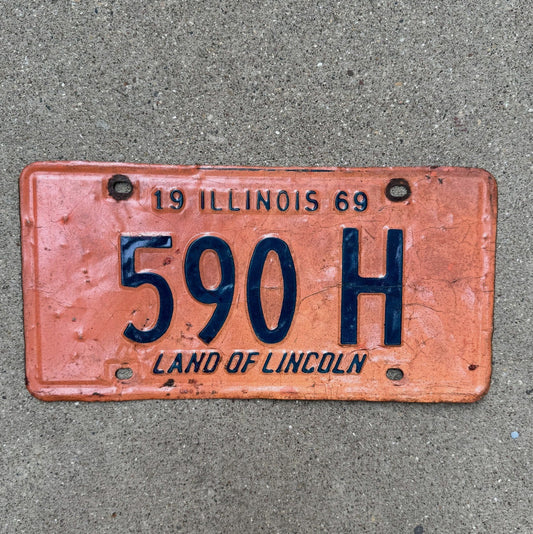 19 ILLINOIS 69
590 H
LAND OF LINCOLN